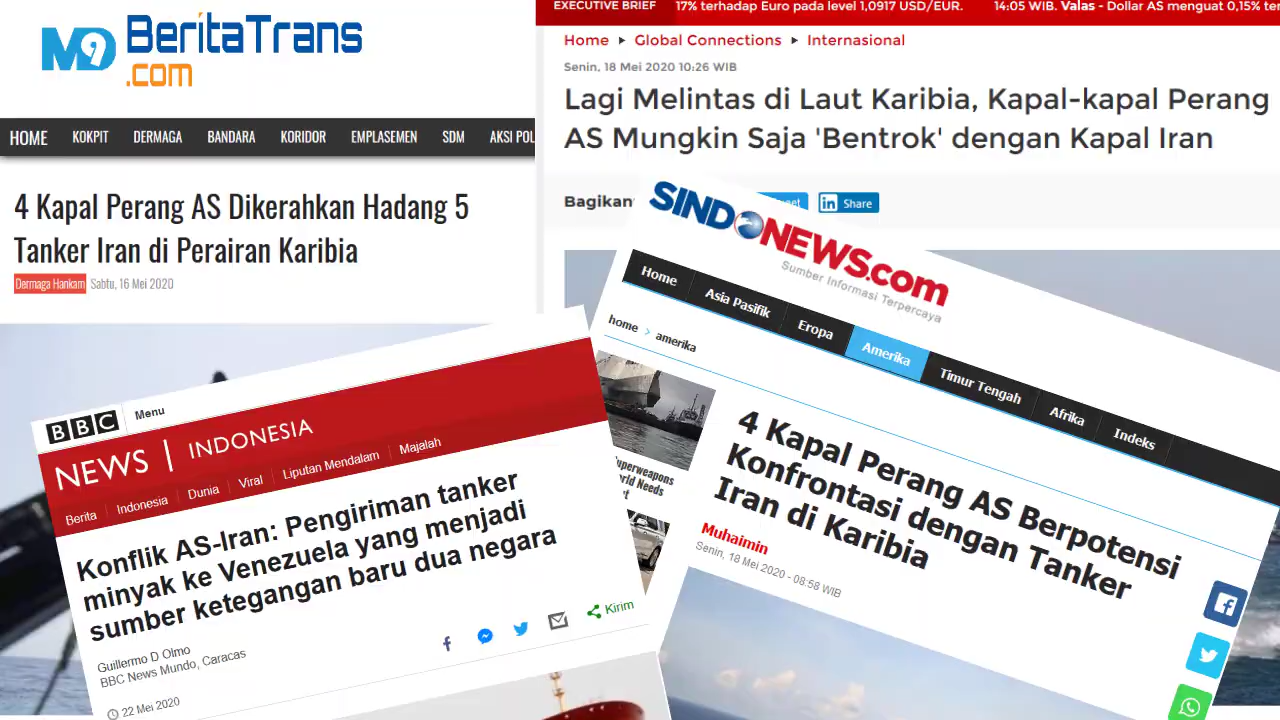 M9 BeritaTrans
.com
HOME KOKPIT DERMAGA BANDARA KORIDOR EMPLASEMEN SDM AKSI POL
4 Kapal Perang AS Dikerahkan Hadang 5
Tanker Iran di Perairan Karibia
Dermaga Hankam Sabtu, 16 Mei 2020
EXECUTIVE BRIEF 17% terhadap Euro pada level 1,0917 USD/EUR. 14:05 WIB. Valas - Dollar AS menguat 0,15%
Home ▸ Global Connections ▸ Internasional
Senin, 18 Mei 2020 10:26 WIB
Lagi Melintas di Laut Karibia, Kapal-kapal Perang
AS Mungkin Saja 'Bentrok' dengan Kapal Iran
Bagikan Share
SINDONEWS.com
Sumber Informasi Terpercaya
Home Asia Pasifik Eropa Amerika Timur Tengah Afrika Indeks
home > amerika
uperweapons
World Needs
4 Kapal Perang AS Berpotensi
Konfrontasi dengan Tanker
Iran di Karibia
Muhaimin
Senin, 18 Mei 2020 - 08:58 WIB
BBC Menu
NEWS | INDONESIA
Berita Indonesia Dunia Viral Liputan Mendalam Majalah
Konflik AS-Iran: Pengiriman tanker
minyak ke Venezuela yang menjadi
sumber ketegangan baru dua negara
Guillermo D Olmo
BBC News Mundo, Caracas
Kirim
22 Mei 2020